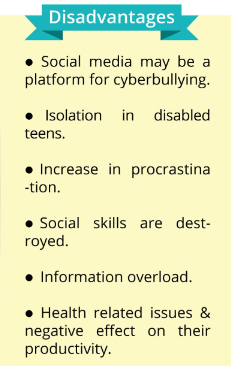 Disadvantages
● Social media may be a
platform for cyberbullying.
● Isolation in disabled
teens.
● Increase in procrastina
-tion.
● Social skills are dest-
royed.
● Information overload.
● Health related issues &
negative effect on their
productivity.